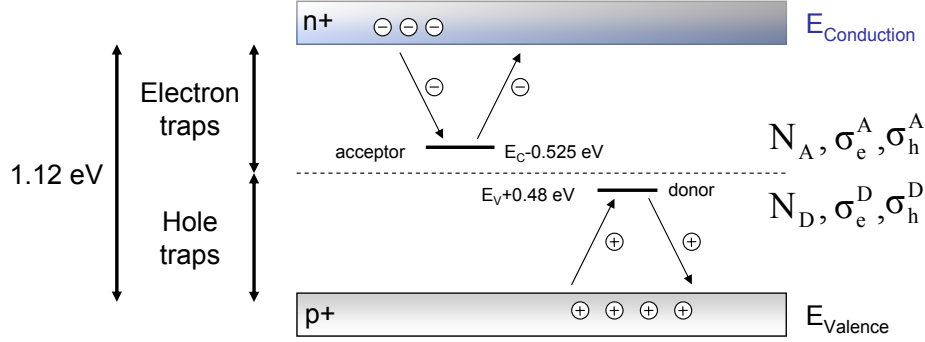 n+
⊖ ⊖ ⊖
E_Conduction
⊖ ⊖
Electron
traps
acceptor
E_C-0.525 eV
N_A, σ_e^A, σ_h^A
1.12 eV
E_V+0.48 eV
donor
N_D, σ_e^D, σ_h^D
Hole
traps
⊕ ⊕
p+
⊕ ⊕ ⊕ ⊕
E_Valence